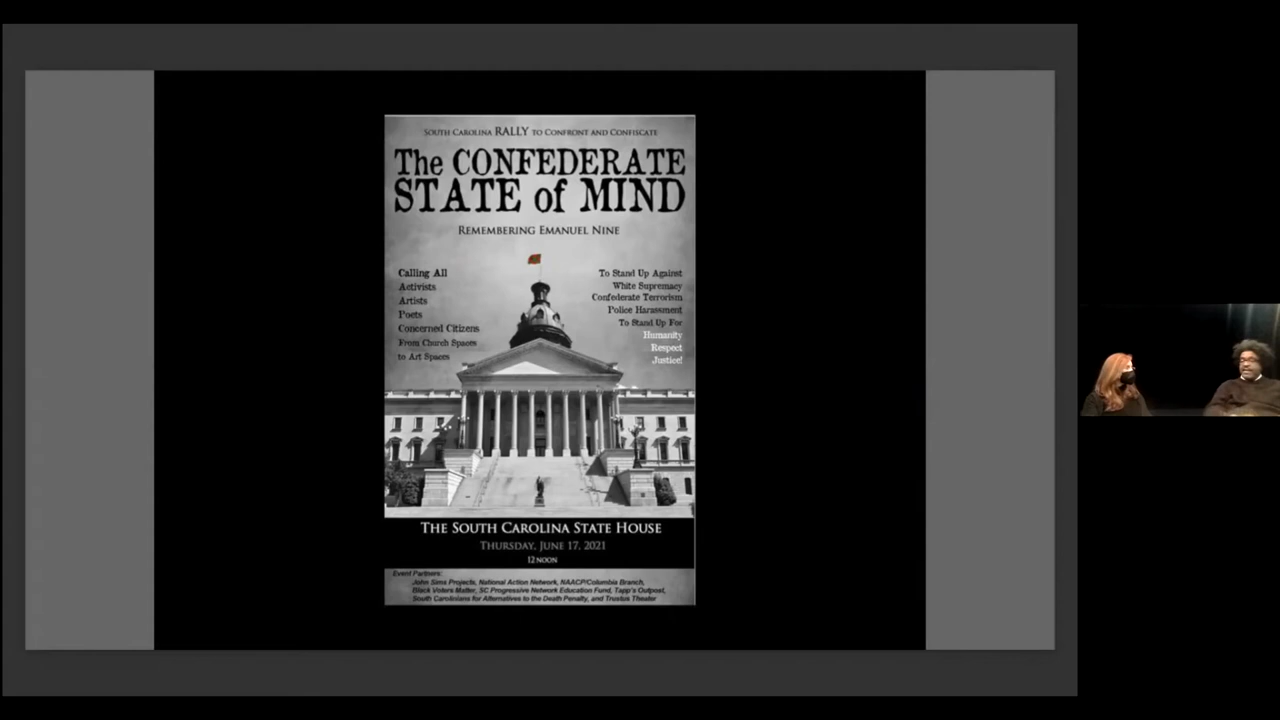 South Carolina RALLY to Confront and Confiscate
The CONFEDERATE
STATE of MIND
Remembering Emanuel Nine
Calling All
Activists
Artists
Poets
Concerned Citizens
From Church Spaces
to Art Spaces
To Stand Up Against
White Supremacy
Confederate Terrorism
Police Harassment
To Stand Up For
Humanity
Respect
Justice!
The South Carolina State House
Thursday, June 17, 2021
12 NOON
Event Partners:
John Sims Projects, National Action Network, NAACP/Columbia Branch,
Black Voters Matter, SC Progressive Network Education Fund, Tapp's Outpost,
South Carolinians for Alternatives to the Death Penalty, and Trustus Theater